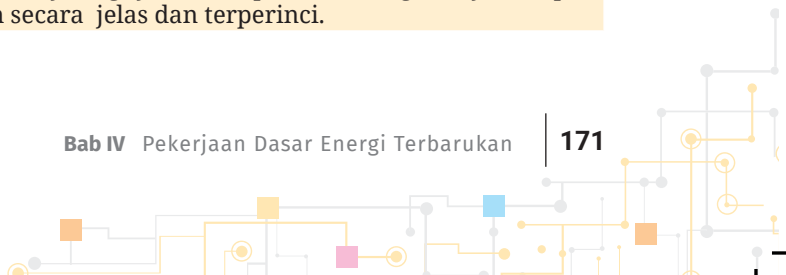 secara jelas dan terperinci.
Bab IV Pekerjaan Dasar Energi Terbarukan 171